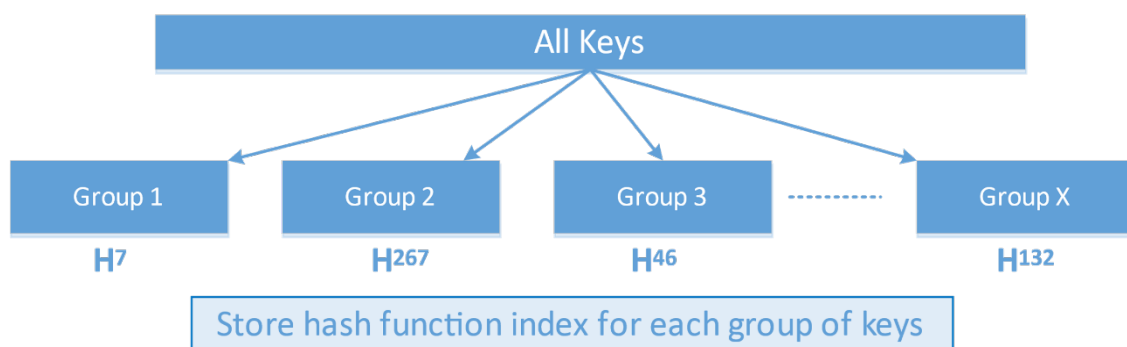 All Keys
Group 1 Group 2 Group 3 Group X
H7 H267 H46 H132
Store hash function index for each group of keys